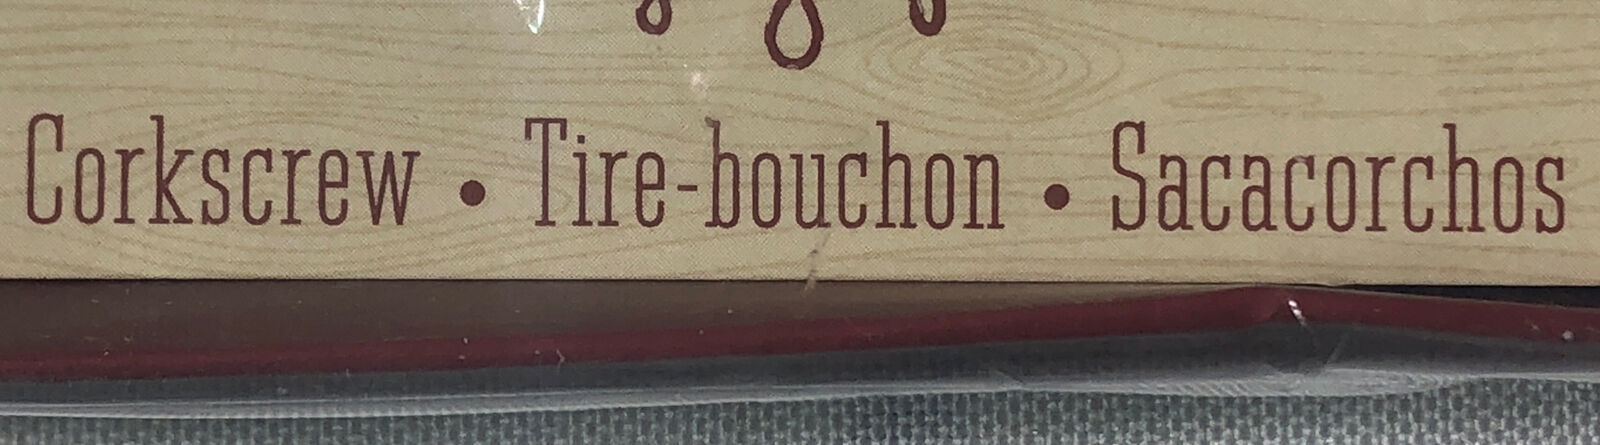 Corkscrew • Tire-bouchon • Sacacorchos